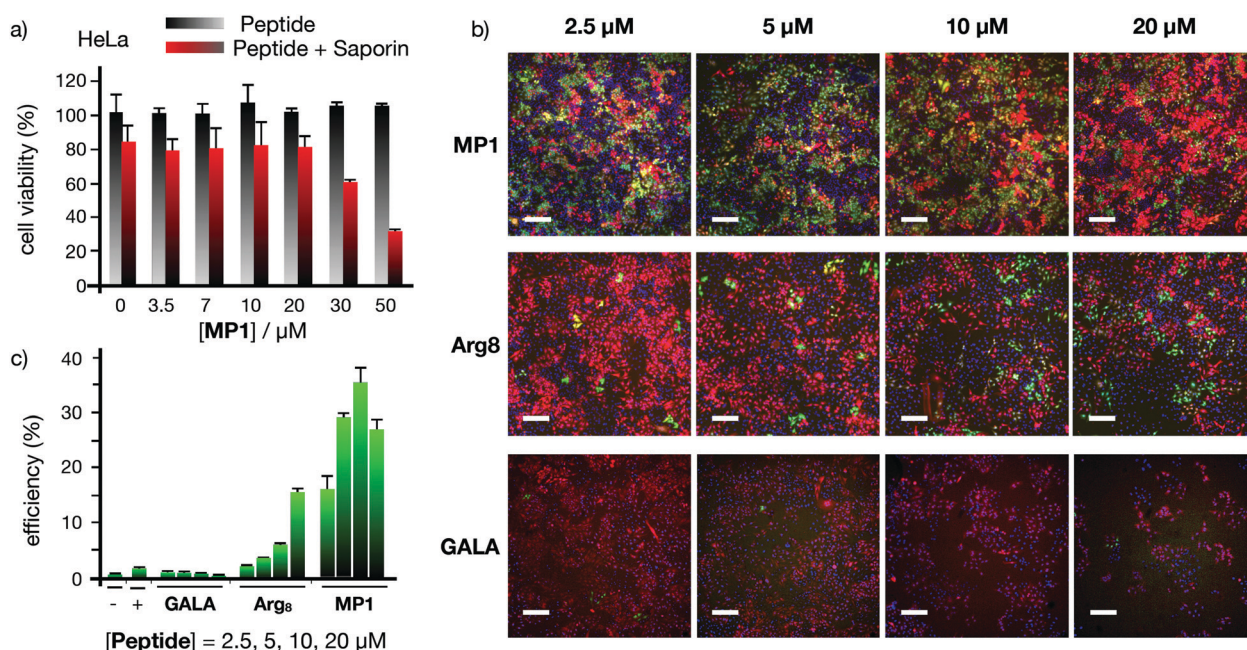 a)
HeLa
Peptide
Peptide + Saporin
cell viability (%)
120
100
80
60
40
20
0
0 3.5 7 10 20 30 50
[MP1] / µM
b)
2.5 µM 5 µM 10 µM 20 µM
MP1
Arg8
GALA
c)
efficiency (%)
40
30
20
10
0
- + GALA Arg₈ MP1
[Peptide] = 2.5, 5, 10, 20 µM